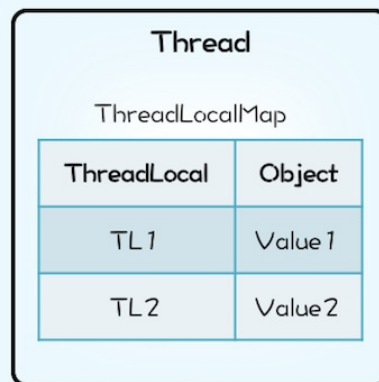 Thread
ThreadLocalMap
ThreadLocal Object
TL1 Value1
TL2 Value2